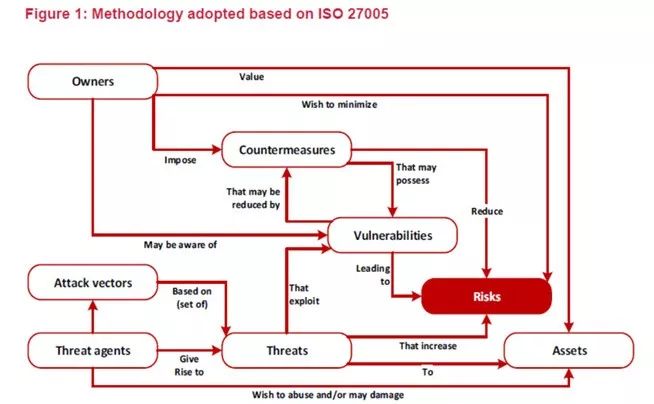 Figure 1: Methodology adopted based on ISO 27005
Owners
Value
Wish to minimize
Impose
Countermeasures
That may
possess
That may be
reduced by
Reduce
Vulnerabilities
May be aware of
Leading
to
Attack vectors
Based on
(set of)
That
exploit
Risks
Threat agents
Give
Rise to
Threats
That increase
To
Assets
Wish to abuse and/or may damage